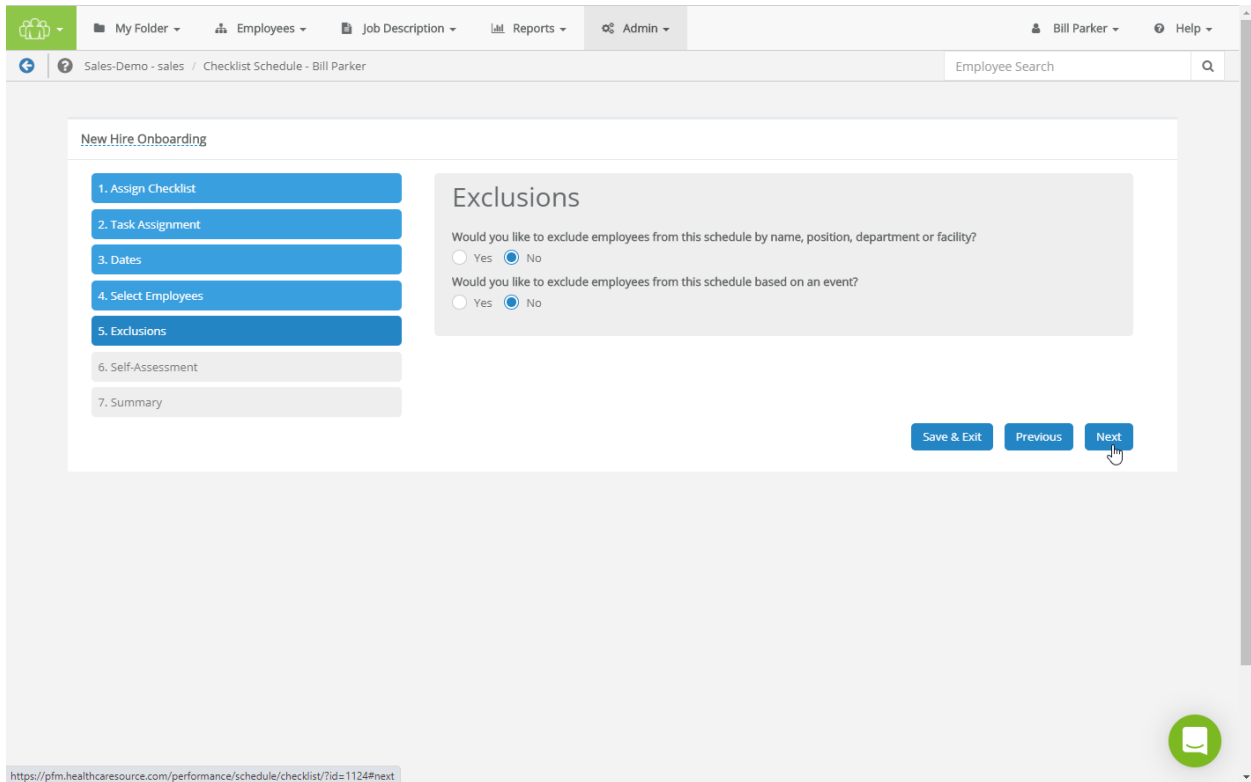 My Folder Employees Job Description Reports Admin Bill Parker Help
Sales-Demo - sales / Checklist Schedule - Bill Parker Employee Search
New Hire Onboarding
1. Assign Checklist
2. Task Assignment
3. Dates
4. Select Employees
5. Exclusions
6. Self-Assessment
7. Summary
Exclusions
Would you like to exclude employees from this schedule by name, position, department or facility?
Yes No
Would you like to exclude employees from this schedule based on an event?
Yes No
Save & Exit Previous Next
https://pfm.healthcaresource.com/performance/schedule/checklist/?id=1124#next